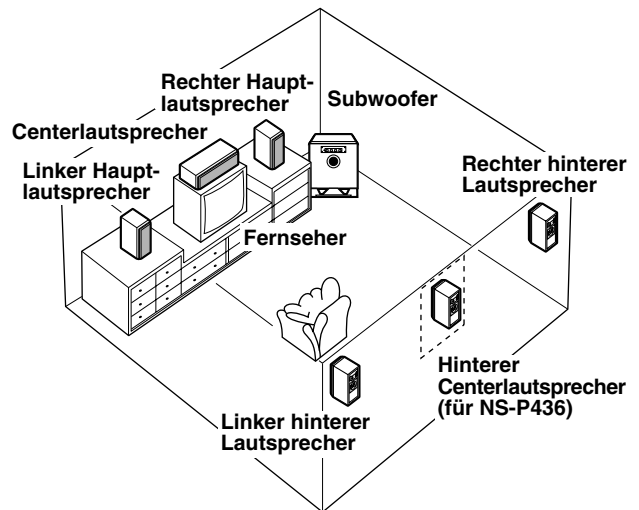 Rechter Haupt-
lautsprecher
Subwoofer
Centerlautsprecher
Linker Haupt-
lautsprecher
Rechter hinterer
Lautsprecher
Fernseher
Hinterer
Centerlautsprecher
(für NS-P436)
Linker hinterer
Lautsprecher